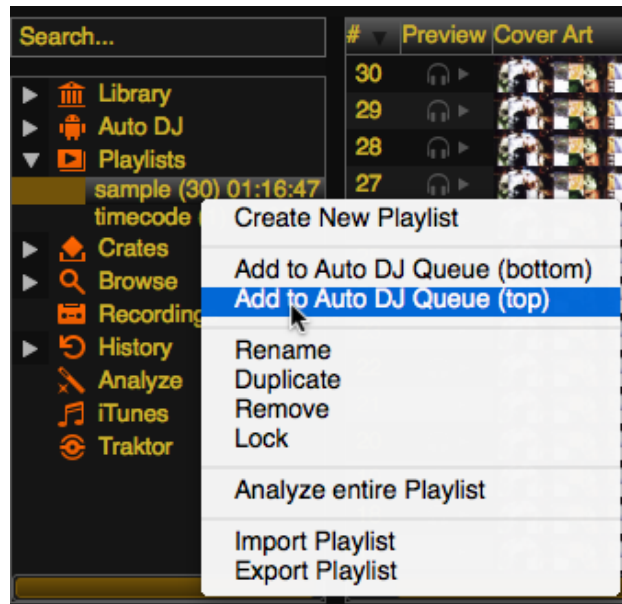 Search...
Library
Auto DJ
Playlists
sample (30) 01:16:47
timecode
Crates
Browse
Recording
History
Analyze
iTunes
Traktor
# Preview Cover Art
30
29
28
27
Create New Playlist
Add to Auto DJ Queue (bottom)
Add to Auto DJ Queue (top)
Rename
Duplicate
Remove
Lock
Analyze entire Playlist
Import Playlist
Export Playlist